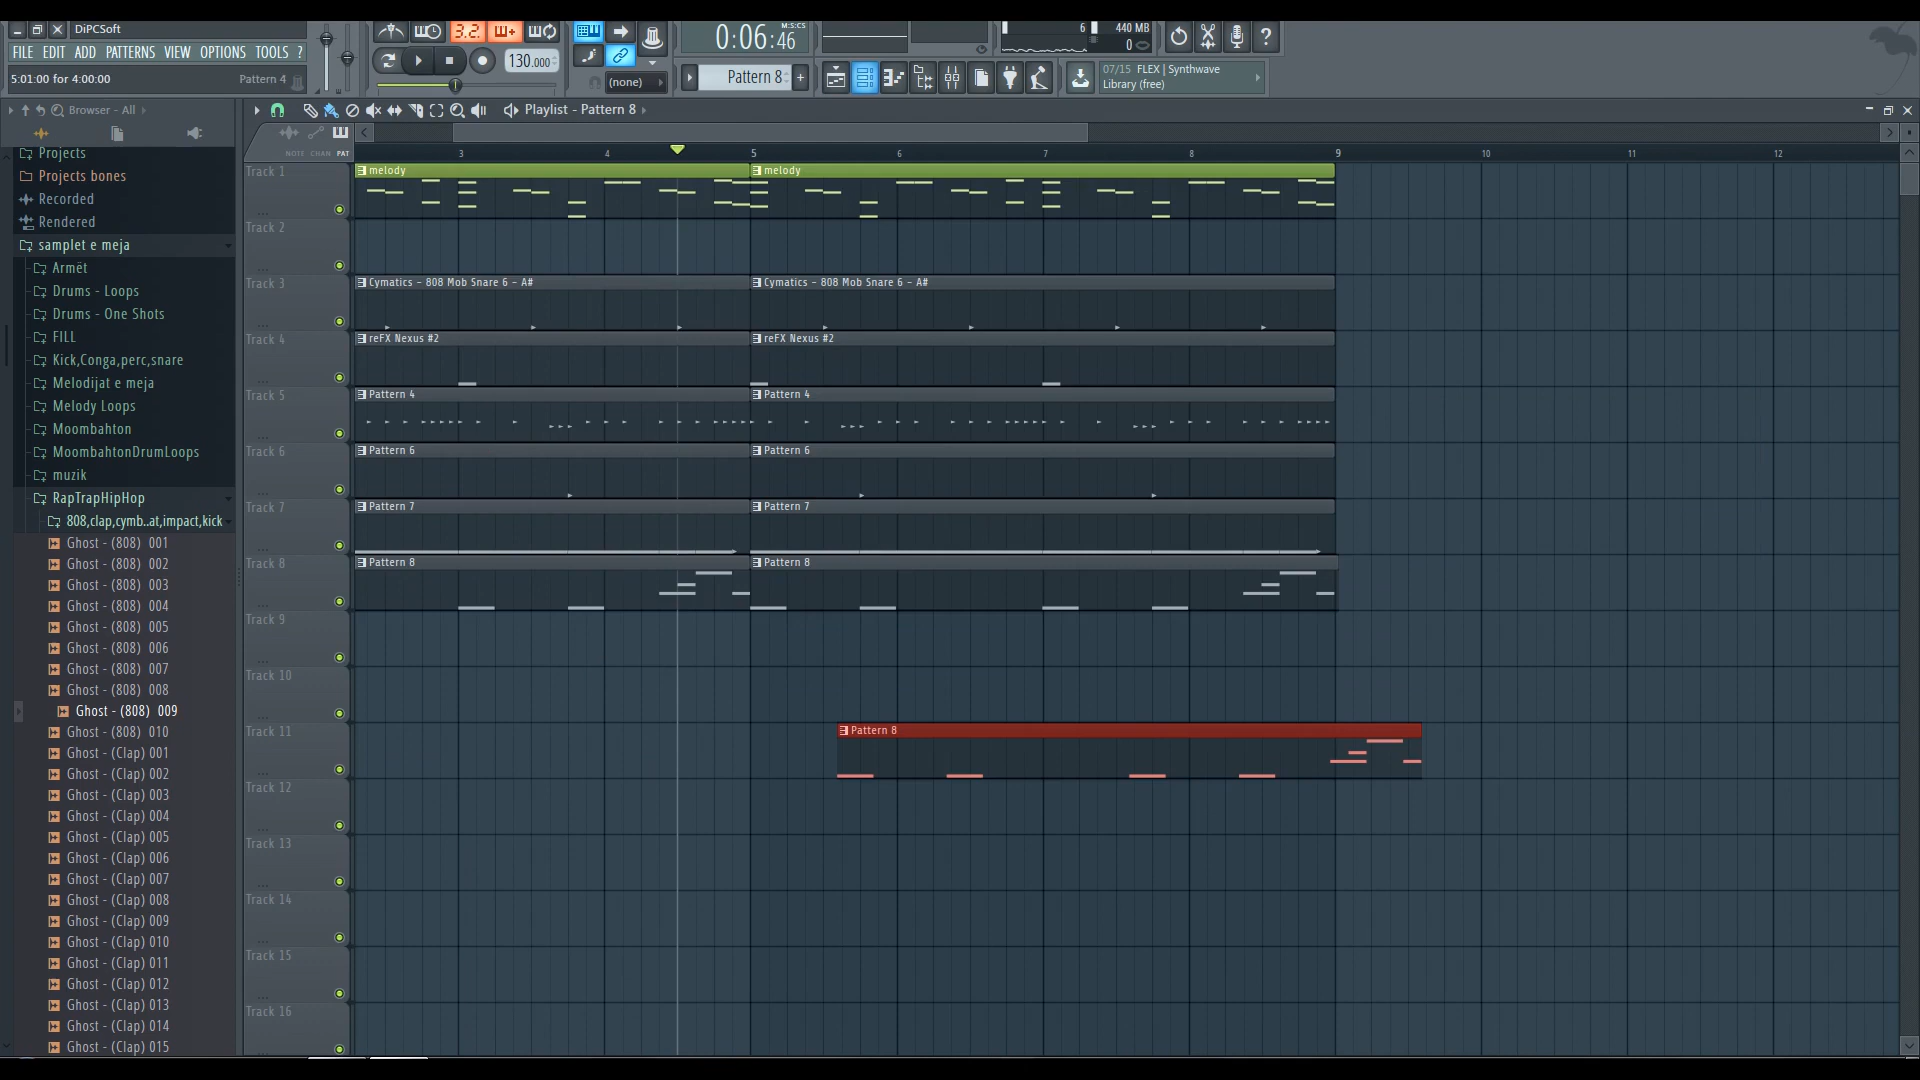 DiPCSoft
FILE EDIT ADD PATTERNS VIEW OPTIONS TOOLS ?
5:01:00 for 4:00:00
Pattern 4
3.2
130.000
0:06:46
M:S:CS
(none)
Pattern 8
6
440 MB
0
07/15 FLEX | Synthwave
Library (free)
Browser - All
Playlist - Pattern 8
NOTE CHAN PAT
3 4 5 6 7 8 9 10 11 12
Projects
Projects bones
Recorded
Rendered
samplet e meja
Armët
Drums - Loops
Drums - One Shots
FILL
Kick,Conga,perc,snare
Melodijat e meja
Melody Loops
Moombahton
MoombahtonDrumLoops
muzik
RapTrapHipHop
808,clap,cymb..at,impact,kick
Ghost - (808) 001
Ghost - (808) 002
Ghost - (808) 003
Ghost - (808) 004
Ghost - (808) 005
Ghost - (808) 006
Ghost - (808) 007
Ghost - (808) 008
Ghost - (808) 009
Ghost - (808) 010
Ghost - (Clap) 001
Ghost - (Clap) 002
Ghost - (Clap) 003
Ghost - (Clap) 004
Ghost - (Clap) 005
Ghost - (Clap) 006
Ghost - (Clap) 007
Ghost - (Clap) 008
Ghost - (Clap) 009
Ghost - (Clap) 010
Ghost - (Clap) 011
Ghost - (Clap) 012
Ghost - (Clap) 013
Ghost - (Clap) 014
Ghost - (Clap) 015
Track 1
melody melody
Track 2
Track 3
Cymatics - 808 Mob Snare 6 - A# Cymatics - 808 Mob Snare 6 - A#
Track 4
reFX Nexus #2 reFX Nexus #2
Track 5
Pattern 4 Pattern 4
Track 6
Pattern 6 Pattern 6
Track 7
Pattern 7 Pattern 7
Track 8
Pattern 8 Pattern 8
Track 9
Track 10
Track 11
Pattern 8
Track 12
Track 13
Track 14
Track 15
Track 16